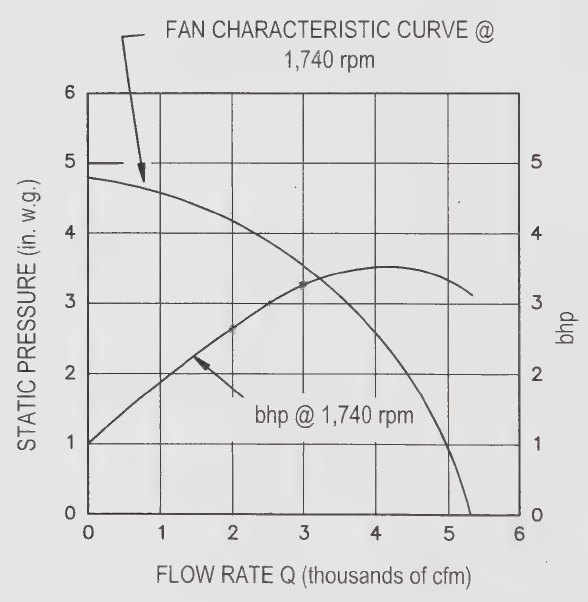 FAN CHARACTERISTIC CURVE @
1,740 rpm
6
5
4
3
2
1
0
STATIC PRESSURE (in. w.g.)
5
4
3
2
1
0
bhp
bhp @ 1,740 rpm
0 1 2 3 4 5 6
FLOW RATE Q (thousands of cfm)